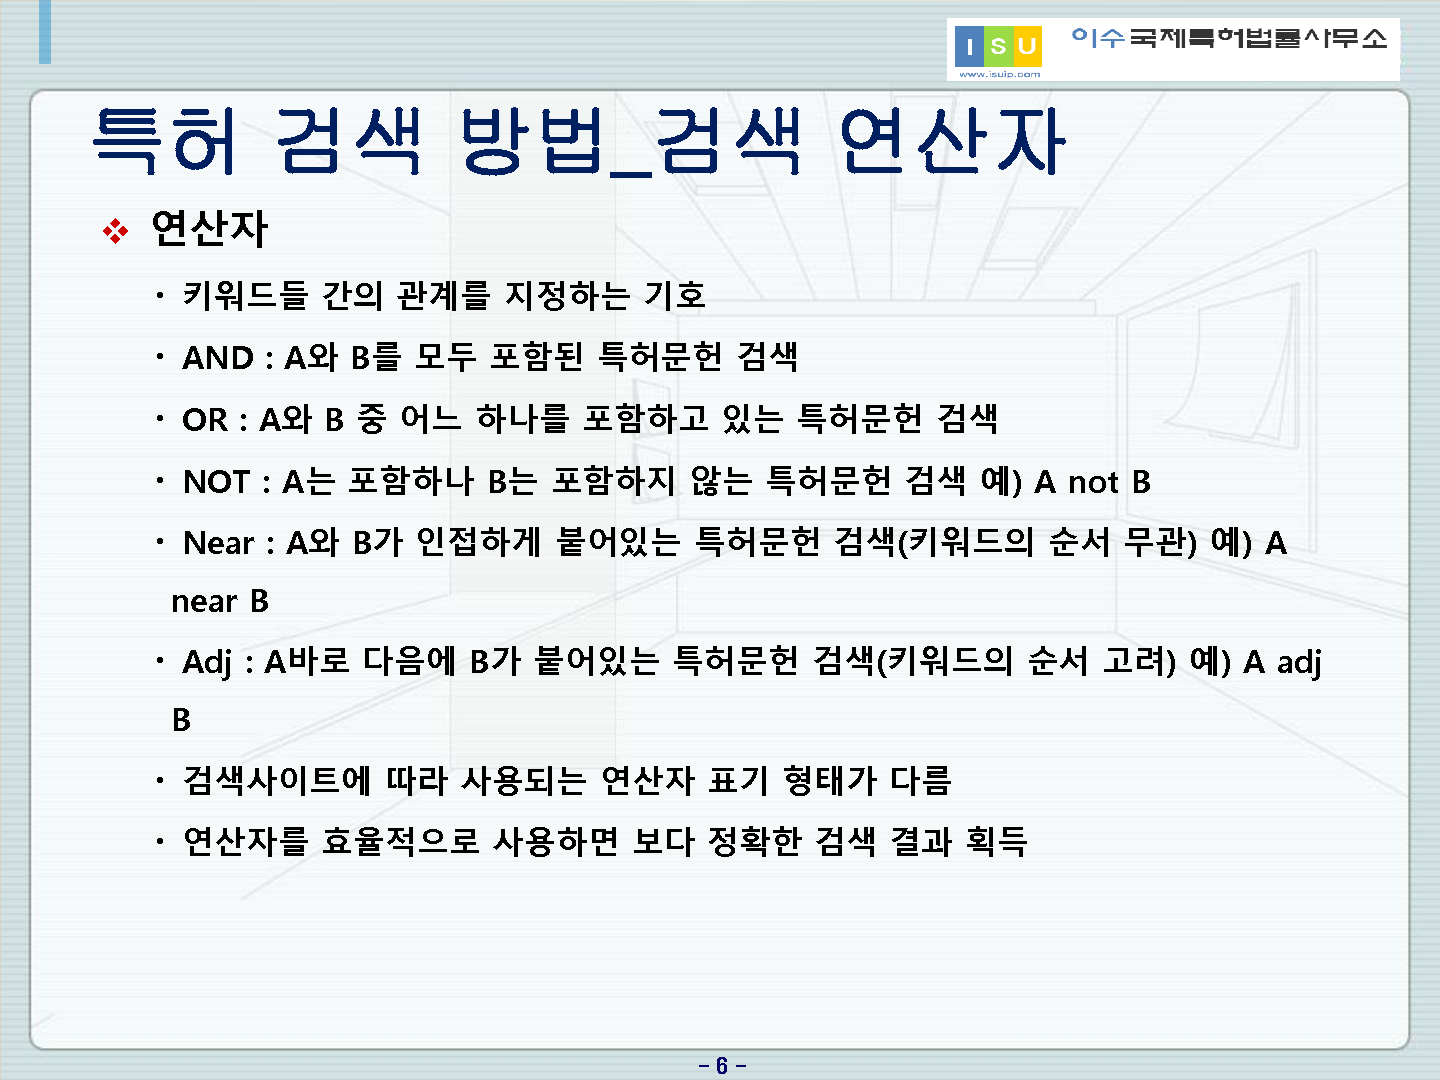 ISU
www.isuip.com
이수국제특허법률사무소
특허 검색 방법_검색 연산자
❖ 연산자
· 키워드들 간의 관계를 지정하는 기호
· AND : A와 B를 모두 포함된 특허문헌 검색
· OR : A와 B 중 어느 하나를 포함하고 있는 특허문헌 검색
· NOT : A는 포함하나 B는 포함하지 않는 특허문헌 검색 예) A not B
· Near : A와 B가 인접하게 붙어있는 특허문헌 검색(키워드의 순서 무관) 예) A
near B
· Adj : A바로 다음에 B가 붙어있는 특허문헌 검색(키워드의 순서 고려) 예) A adj
B
· 검색사이트에 따라 사용되는 연산자 표기 형태가 다름
· 연산자를 효율적으로 사용하면 보다 정확한 검색 결과 획득
- 6 -